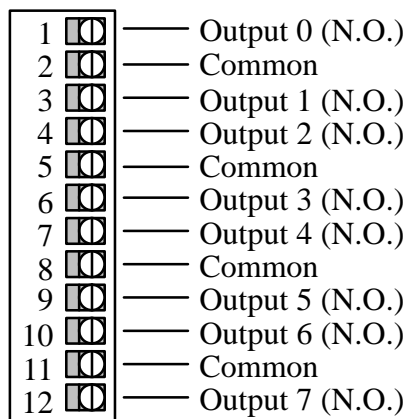 1 Output 0 (N.O.)
2 Common
3 Output 1 (N.O.)
4 Output 2 (N.O.)
5 Common
6 Output 3 (N.O.)
7 Output 4 (N.O.)
8 Common
9 Output 5 (N.O.)
10 Output 6 (N.O.)
11 Common
12 Output 7 (N.O.)